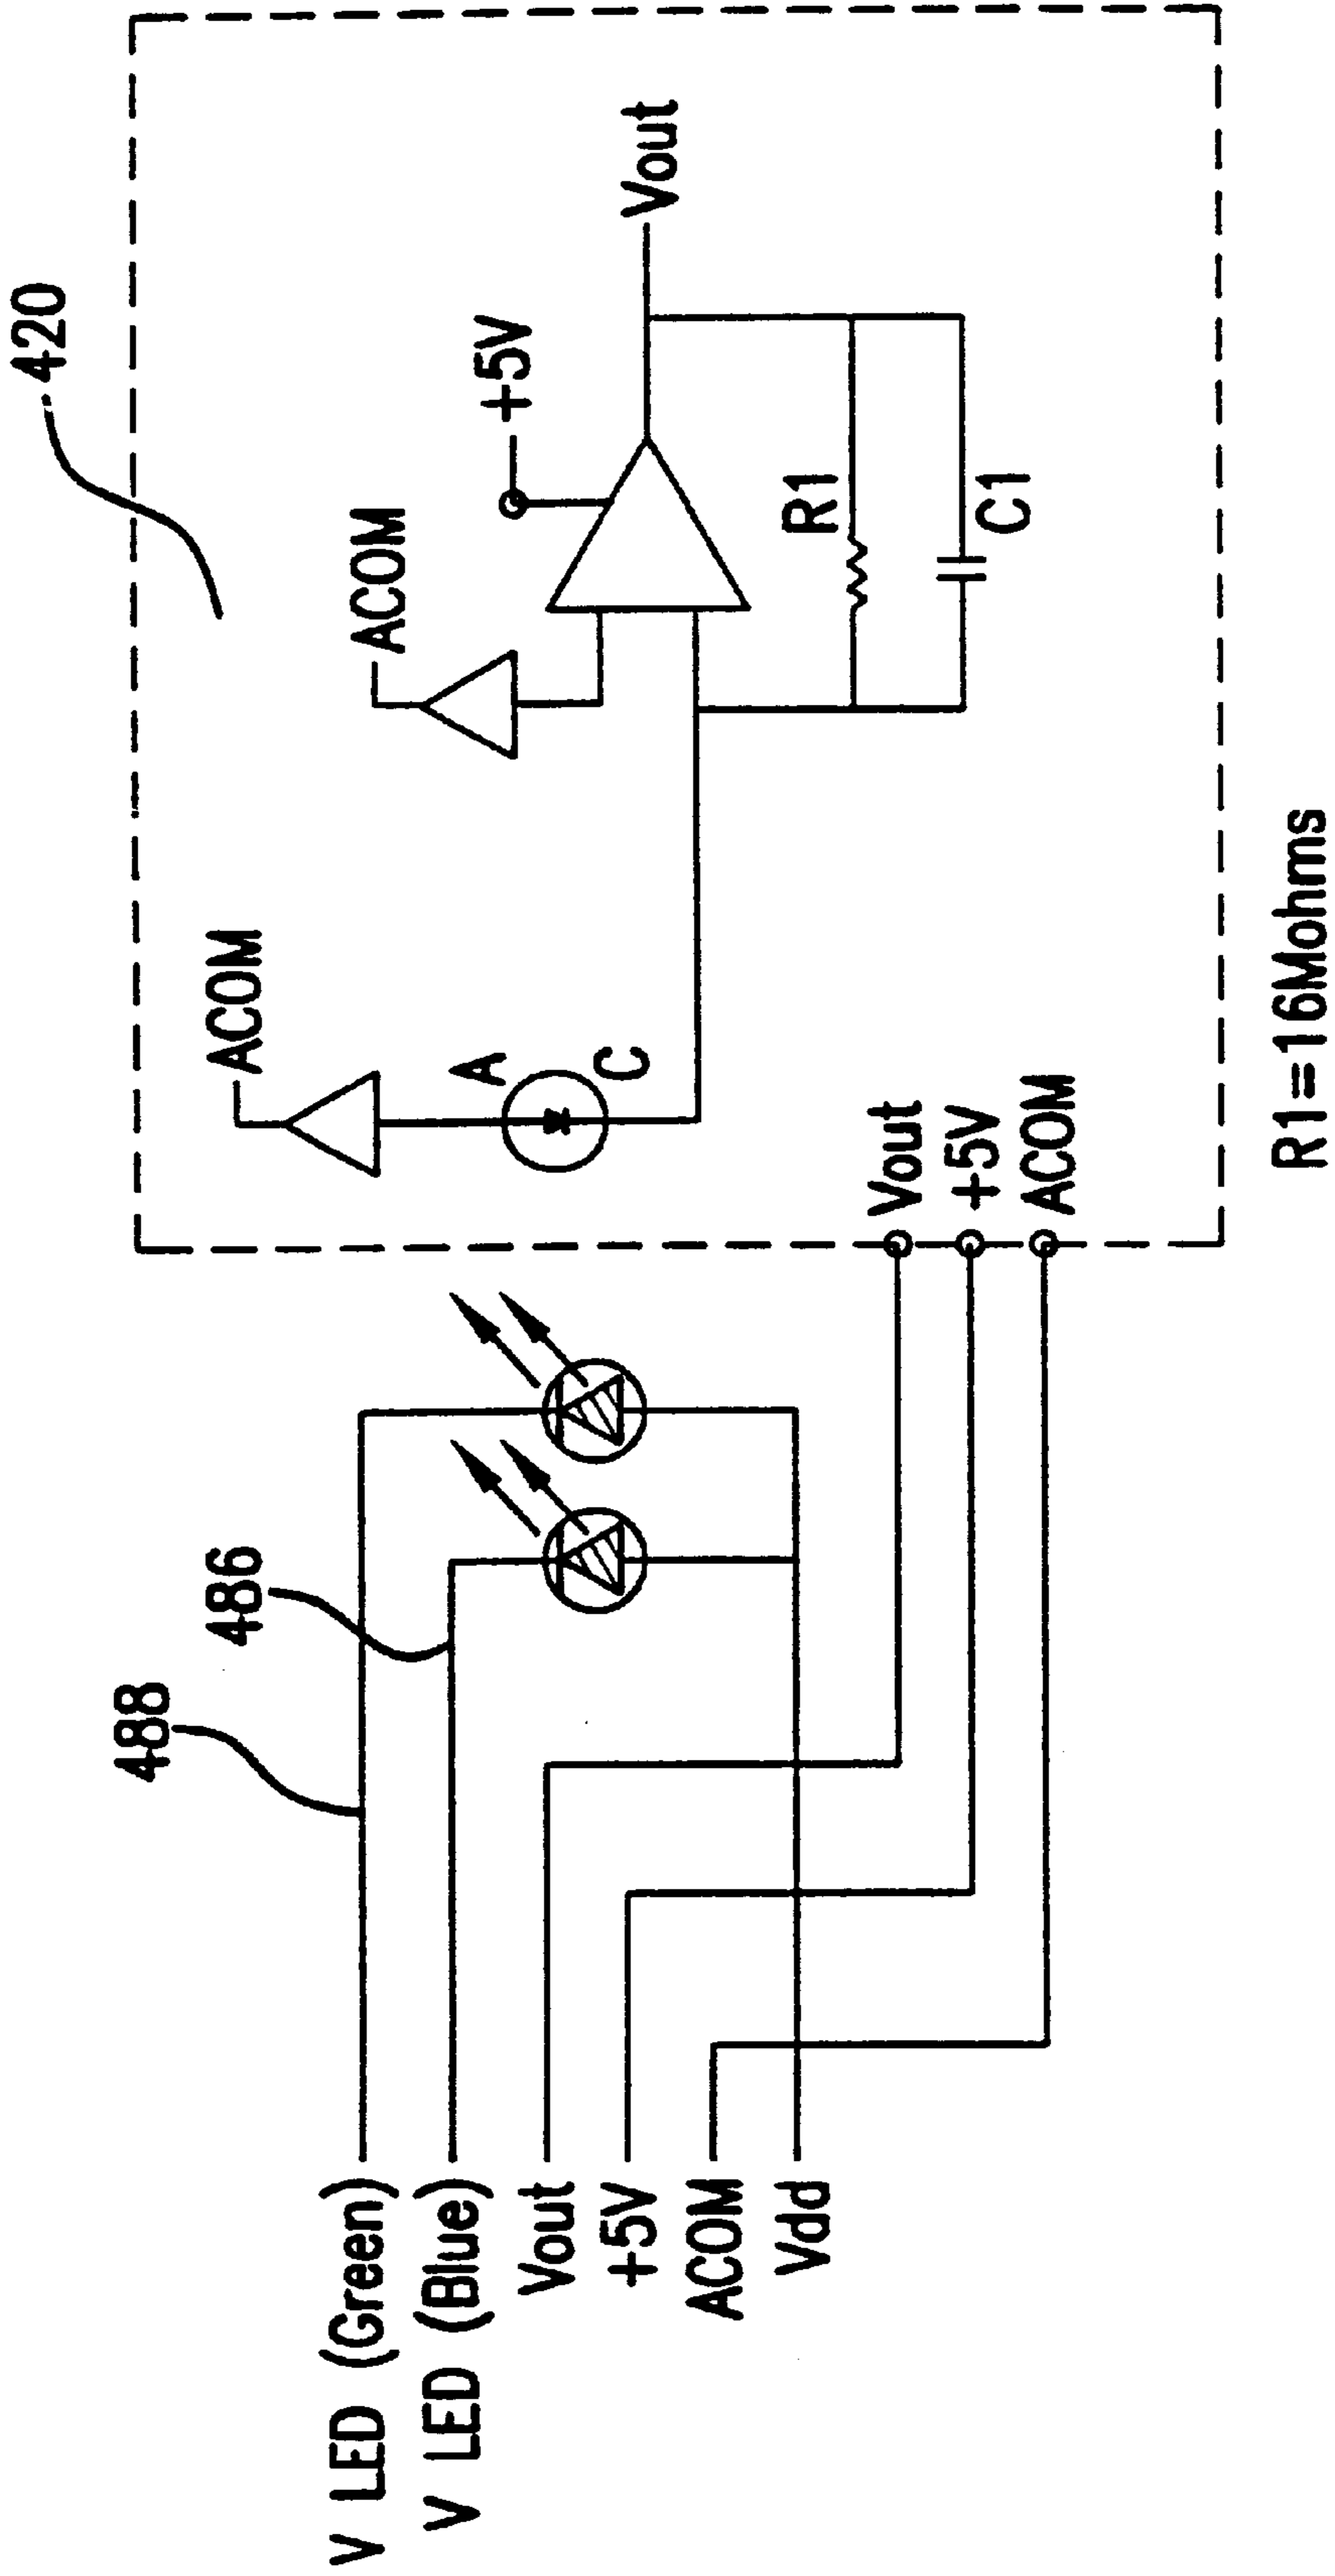 420
ACOM
ACOM
+5V
Vout
A
C
R1
C1
488
486
V LED (Green)
V LED (Blue)
Vout
+5V
ACOM
Vdd
Vout
+5V
ACOM
R1=16Mohms